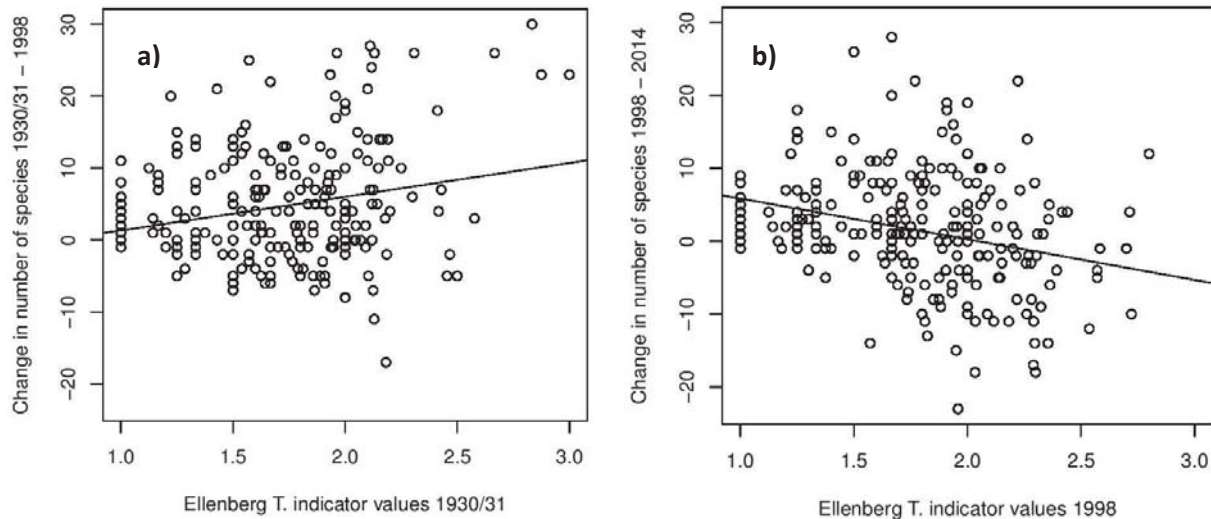 a)
Change in number of species 1930/31 – 1998
30
20
10
0
−10
−20
1.0 1.5 2.0 2.5 3.0
Ellenberg T. indicator values 1930/31
b)
Change in number of species 1998 – 2014
30
20
10
0
−10
−20
1.0 1.5 2.0 2.5 3.0
Ellenberg T. indicator values 1998